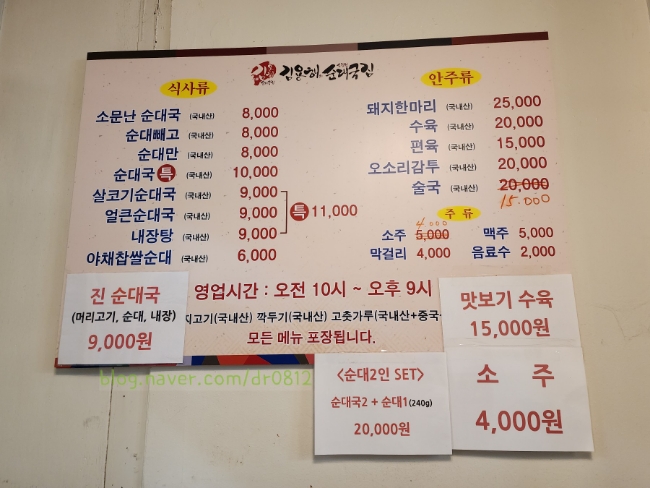 김윤해의 순대국집
식사류
소문난 순대국 (국내산) 8,000
순대빼고 (국내산) 8,000
순대만 (국내산) 8,000
순대국 특 (국내산) 10,000
살코기순대국 (국내산) 9,000
얼큰순대국 (국내산) 9,000
내장탕 (국내산) 9,000
특 11,000
야채찹쌀순대 (국내산) 6,000
안주류
돼지한마리 (국내산) 25,000
수육 (국내산) 20,000
편육 (국내산) 15,000
오소리감투 (국내산) 20,000
술국 (국내산) 20,000
15.000
주 류
4000
소주 5,000 맥주 5,000
막걸리 4,000 음료수 2,000
영업시간 : 오전 10시 ~ 오후 9시
지고기(국내산) 깍두기(국내산) 고춧가루(국내산+중국
모든 메뉴 포장됩니다.
진 순대국
(머리고기, 순대, 내장)
9,000원
맛보기 수육
15,000원
<순대2인 SET>
순대국2 + 순대1(240g)
20,000원
소 주
4,000원
blog.naver.com/dr0812